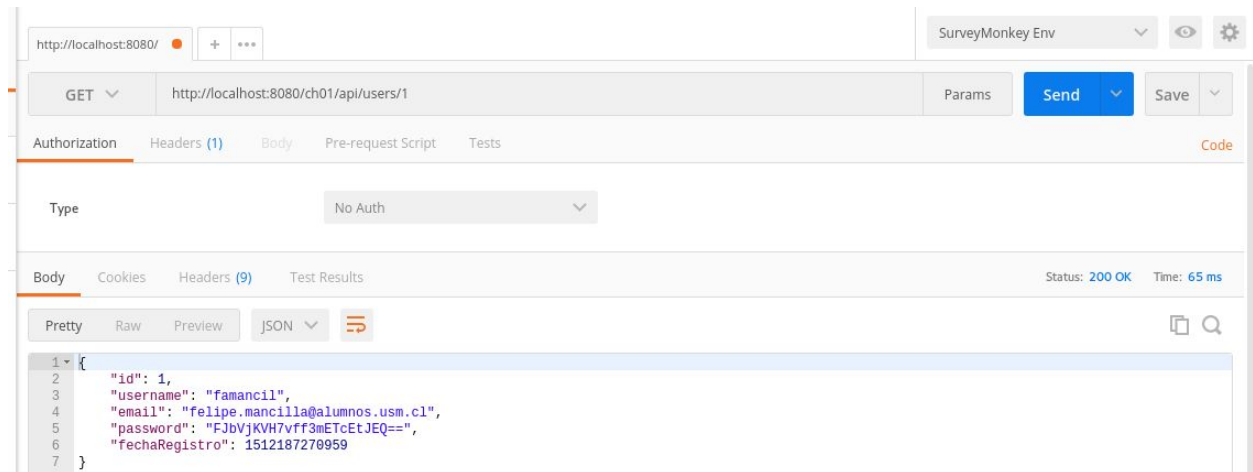 http://localhost:8080/
+
SurveyMonkey Env
GET http://localhost:8080/ch01/api/users/1 Params Send Save
Authorization Headers (1) Body Pre-request Script Tests Code
Type No Auth
Body Cookies Headers (9) Test Results Status: 200 OK Time: 65 ms
Pretty Raw Preview JSON
1 {
2 "id": 1,
3 "username": "famancil",
4 "email": "felipe.mancilla@alumnos.usm.cl",
5 "password": "FJbVjKVH7vff3mETcEtJEQ==",
6 "fechaRegistro": 1512187270959
7 }